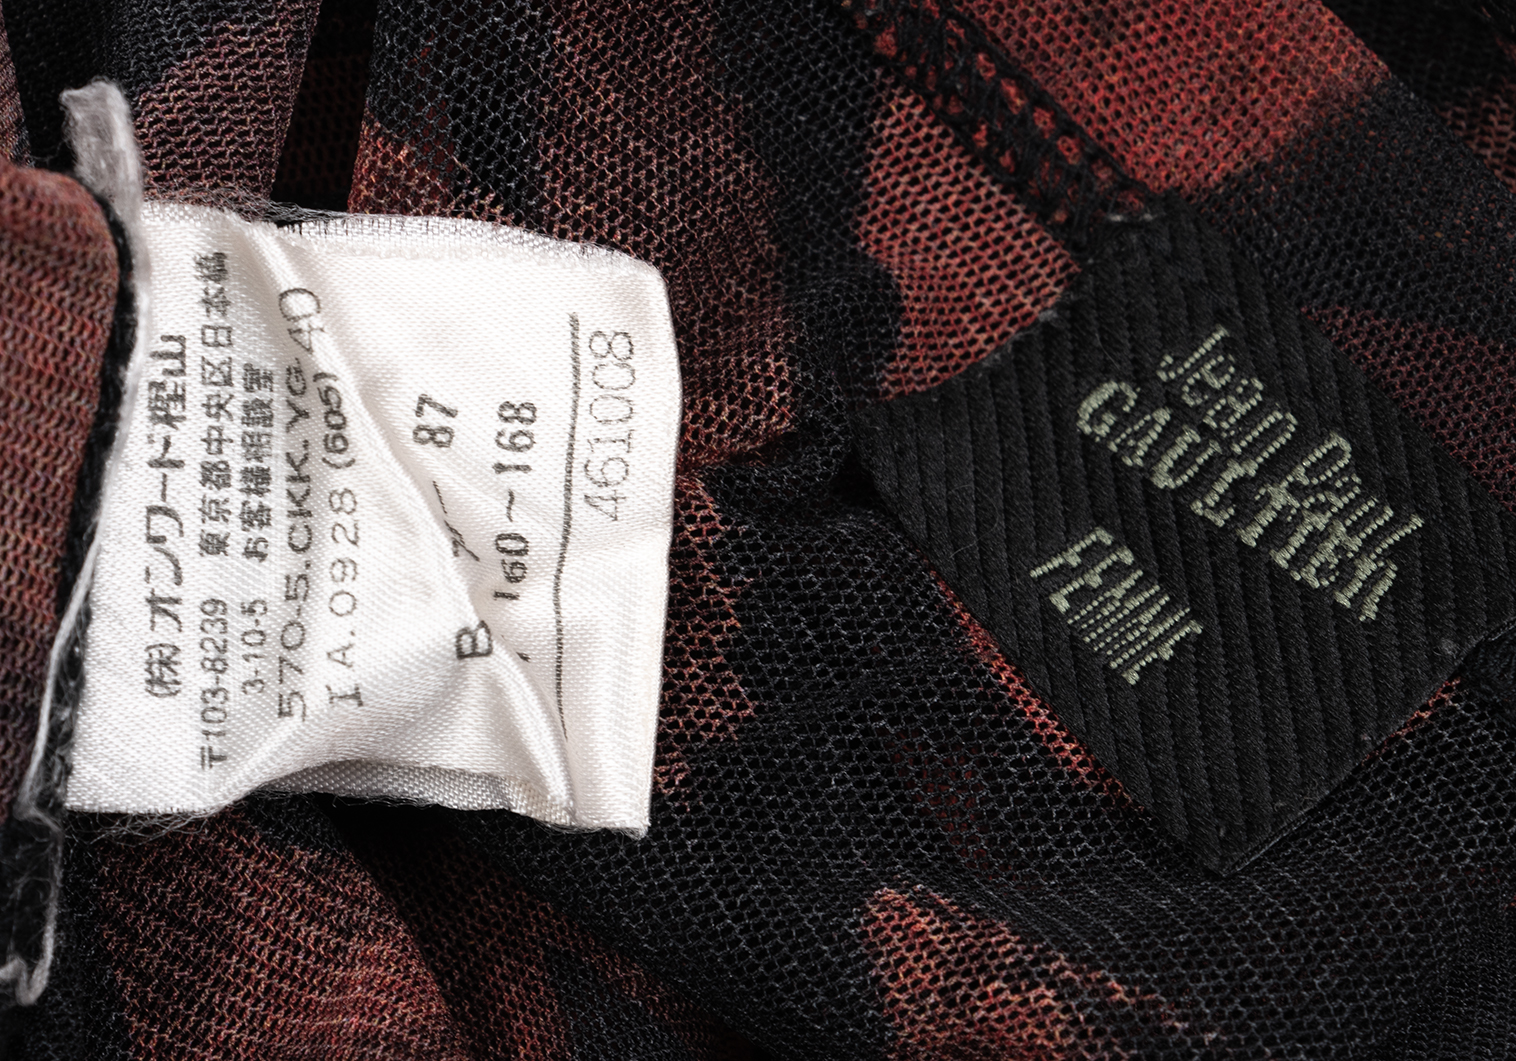 (株)オンワード樫山
〒103-8239 東京都中央区日本橋
3-10-5 お客様相談室
570-5.CKK.YG 40
I A.0928 (605)
B 87
160~168
461008
Jean Paul
GAULTIER
FEMME